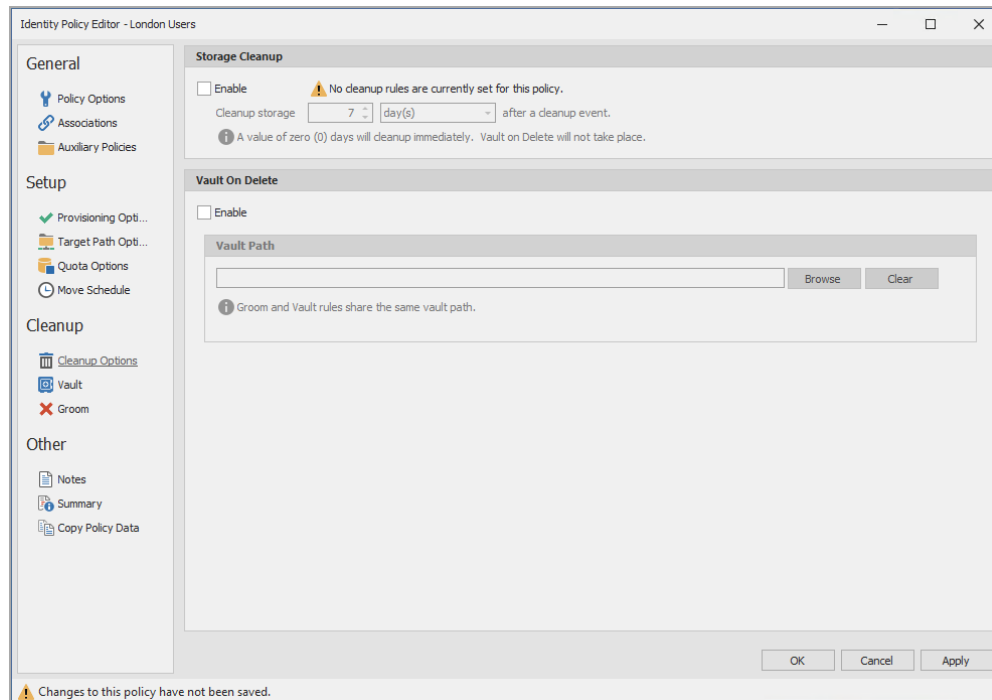 Identity Policy Editor - London Users
General
Policy Options
Associations
Auxiliary Policies
Setup
Provisioning Opti...
Target Path Opti...
Quota Options
Move Schedule
Cleanup
Cleanup Options
Vault
Groom
Other
Notes
Summary
Copy Policy Data
Storage Cleanup
Enable
No cleanup rules are currently set for this policy.
Cleanup storage 7 day(s) after a cleanup event.
A value of zero (0) days will cleanup immediately. Vault on Delete will not take place.
Vault On Delete
Enable
Vault Path
Browse Clear
Groom and Vault rules share the same vault path.
OK Cancel Apply
Changes to this policy have not been saved.